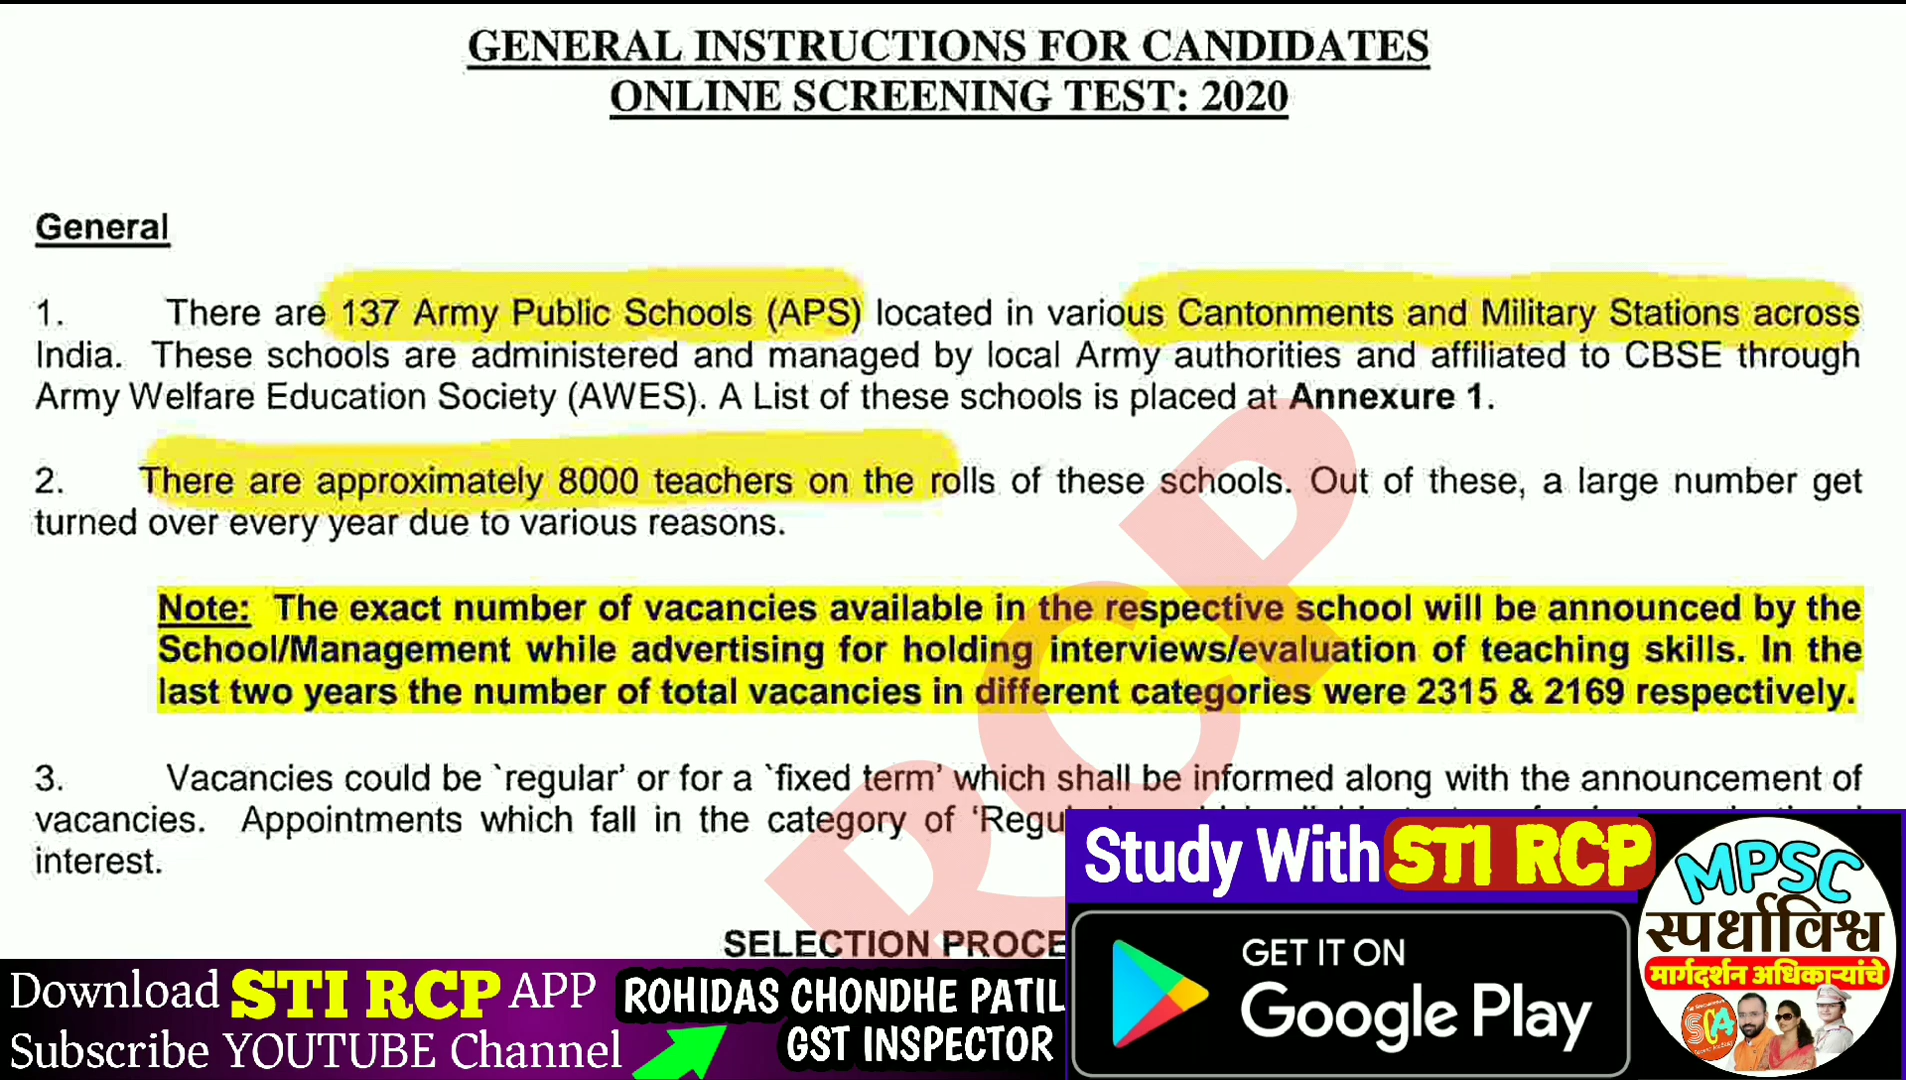 GENERAL INSTRUCTIONS FOR CANDIDATES
ONLINE SCREENING TEST: 2020
General
1. There are 137 Army Public Schools (APS) located in various Cantonments and Military Stations across
India. These schools are administered and managed by local Army authorities and affiliated to CBSE through
Army Welfare Education Society (AWES). A List of these schools is placed at Annexure 1.
2. There are approximately 8000 teachers on the rolls of these schools. Out of these, a large number get
turned over every year due to various reasons.
Note: The exact number of vacancies available in the respective school will be announced by the
School/Management while advertising for holding interviews/evaluation of teaching skills. In the
last two years the number of total vacancies in different categories were 2315 & 2169 respectively.
3. Vacancies could be `regular' or for a `fixed term' which shall be informed along with the announcement of
vacancies. Appointments which fall in the category of ‘Regu
interest.
SELECTION PROCE
RCP
Download STI RCP APP
Subscribe YOUTUBE Channel
ROHIDAS CHONDHE PATIL
GST INSPECTOR
Study With STI RCP
GET IT ON
Google Play
MPSC
स्पर्धाविश्व
मार्गदर्शन अधिकाऱ्यांचे
SCA